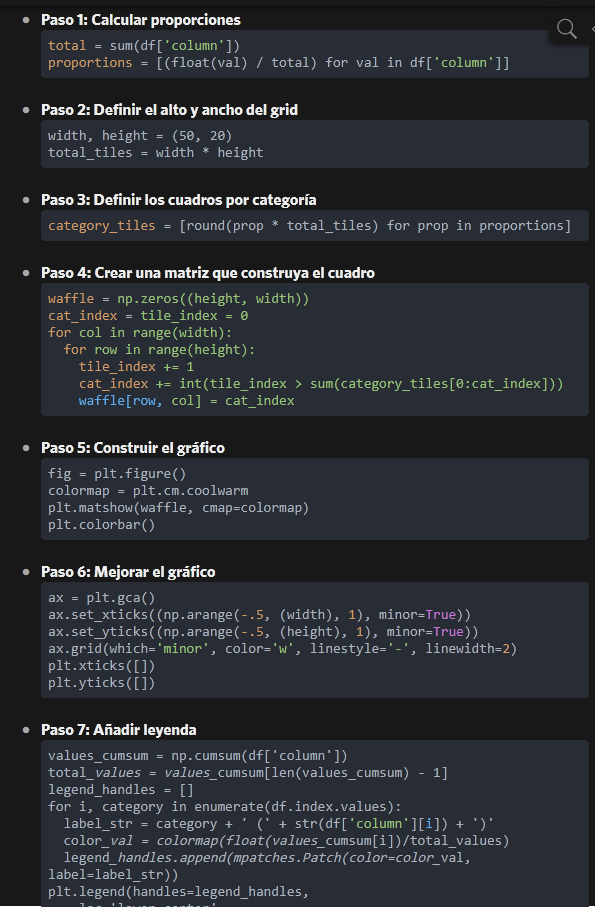 Paso 1: Calcular proporciones
total = sum(df['column'])
proportions = [(float(val) / total) for val in df['column']]
Paso 2: Definir el alto y ancho del grid
width, height = (50, 20)
total_tiles = width * height
Paso 3: Definir los cuadros por categoría
category_tiles = [round(prop * total_tiles) for prop in proportions]
Paso 4: Crear una matriz que construya el cuadro
waffle = np.zeros((height, width))
cat_index = tile_index = 0
for col in range(width):
for row in range(height):
tile_index += 1
cat_index += int(tile_index > sum(category_tiles[0:cat_index]))
waffle[row, col] = cat_index
Paso 5: Construir el gráfico
fig = plt.figure()
colormap = plt.cm.coolwarm
plt.matshow(waffle, cmap=colormap)
plt.colorbar()
Paso 6: Mejorar el gráfico
ax = plt.gca()
ax.set_xticks((np.arange(-.5, (width), 1), minor=True))
ax.set_yticks((np.arange(-.5, (height), 1), minor=True))
ax.grid(which='minor', color='w', linestyle='-', linewidth=2)
plt.xticks([])
plt.yticks([])
Paso 7: Añadir leyenda
values_cumsum = np.cumsum(df['column'])
total_values = values_cumsum[len(values_cumsum) - 1]
legend_handles = []
for i, category in enumerate(df.index.values):
label_str = category + ' (' + str(df['column'][i]) + ')'
color_val = colormap(float(values_cumsum[i])/total_values)
legend_handles.append(mpatches.Patch(color=color_val,
label=label_str))
plt.legend(handles=legend_handles,